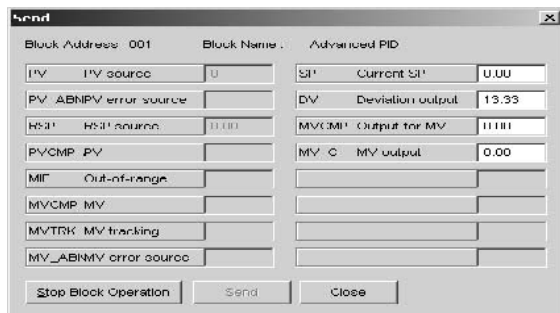 Send
Block Address 001 Block Name : Advanced PID
PV PV source 0 SP Current SP 0.00
PV_ABN PV error source DV Deviation output 13.33
RSP RSP source 0.00 MVCMP Output for MV 0.00
PVCMP PV MV_C MV output 0.00
MIF Out-of-range
MVCMP MV
MVTRK MV tracking
MV_ABN MV error source
Stop Block Operation Send Close